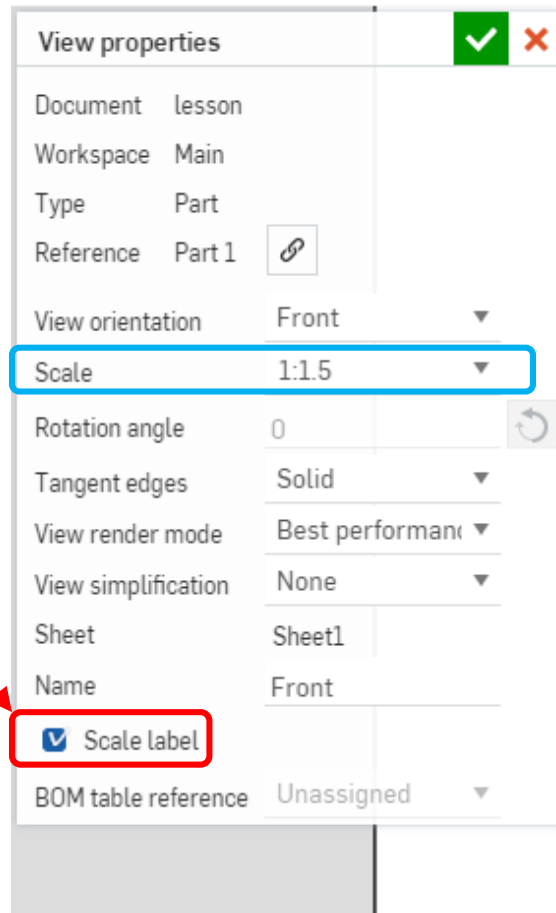 View properties
Document lesson
Workspace Main
Type Part
Reference Part 1
View orientation Front
Scale 1:1.5
Rotation angle 0
Tangent edges Solid
View render mode Best performan
View simplification None
Sheet Sheet1
Name Front
Scale label
BOM table reference Unassigned